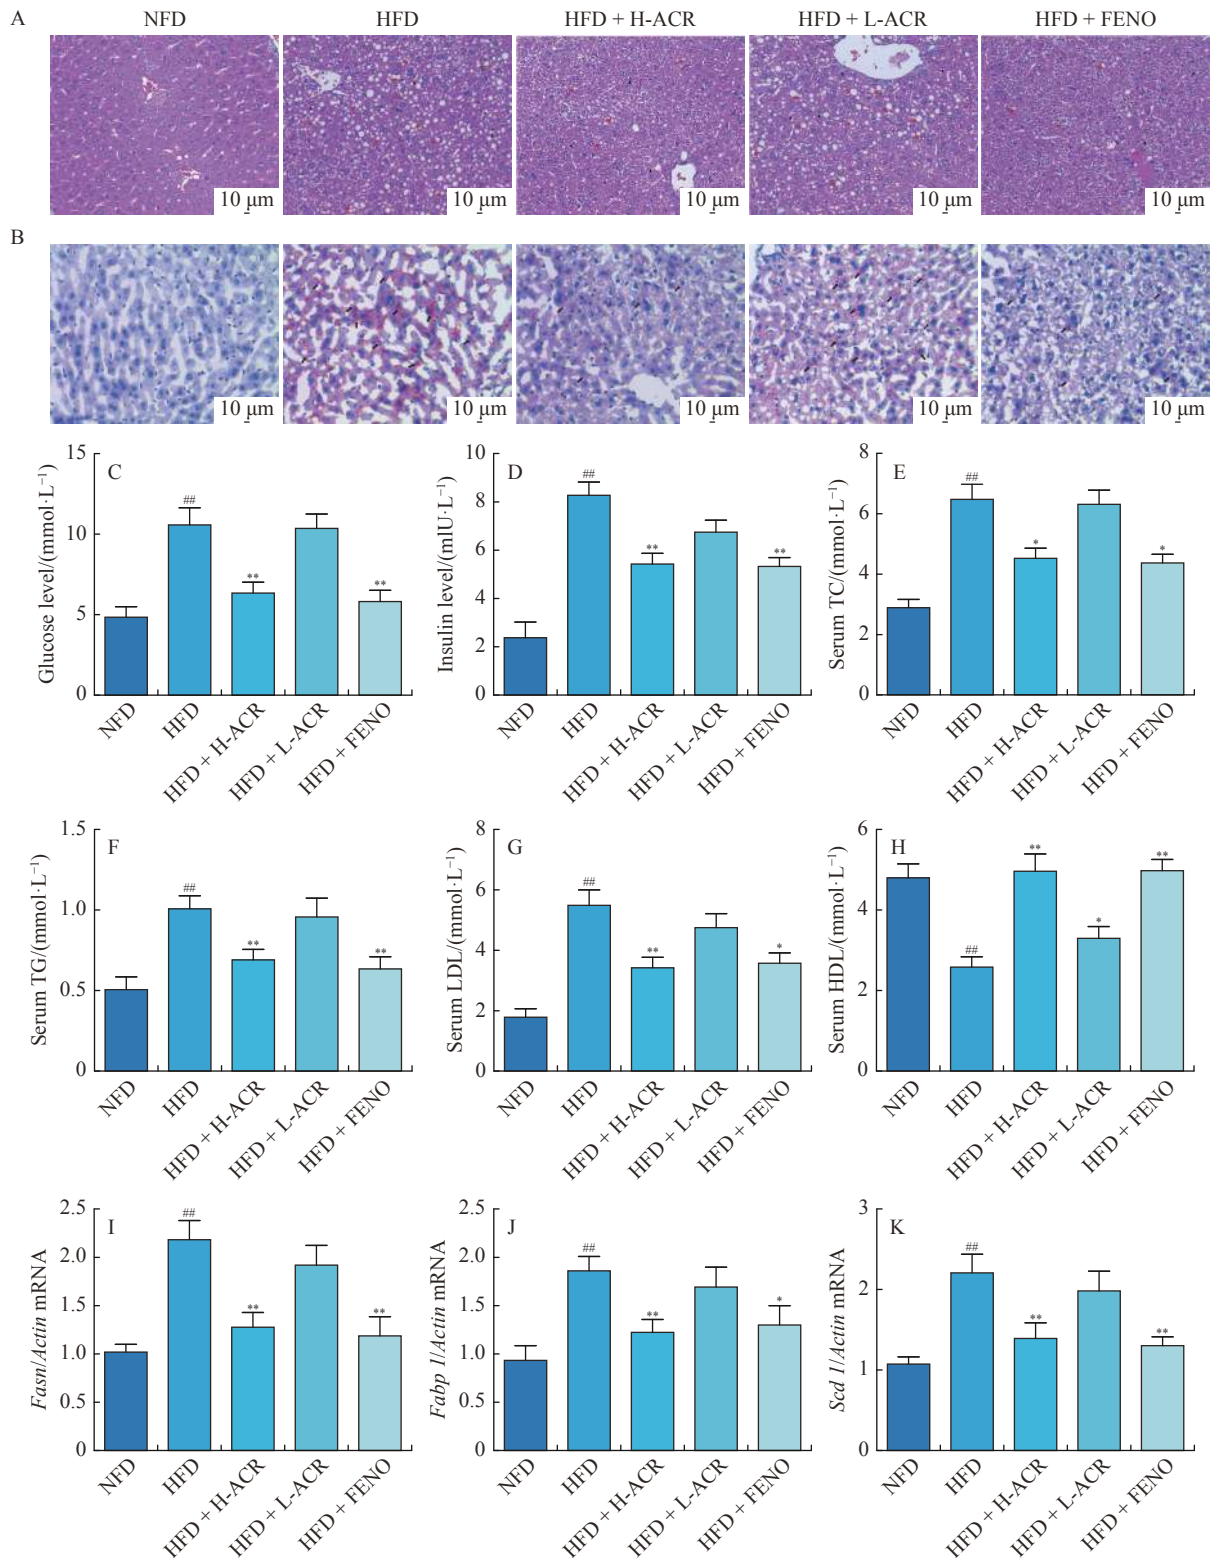 A NFD HFD HFD + H-ACR HFD + L-ACR HFD + FENO
10 μm 10 μm 10 μm 10 μm 10 μm
B
10 μm 10 μm 10 μm 10 μm 10 μm
C
Glucose level/(mmol·L⁻¹)
15
10
5
0
##
**
**
NFD
HFD
HFD + H-ACR
HFD + L-ACR
HFD + FENO
D
Insulin level/(mIU·L⁻¹)
10
8
6
4
2
0
##
**
**
NFD
HFD
HFD + H-ACR
HFD + L-ACR
HFD + FENO
E
Serum TC/(mmol·L⁻¹)
8
6
4
2
0
##
*
*
NFD
HFD
HFD + H-ACR
HFD + L-ACR
HFD + FENO
F
Serum TG/(mmol·L⁻¹)
1.5
1.0
0.5
0
##
**
**
NFD
HFD
HFD + H-ACR
HFD + L-ACR
HFD + FENO
G
Serum LDL/(mmol·L⁻¹)
8
6
4
2
0
##
**
*
NFD
HFD
HFD + H-ACR
HFD + L-ACR
HFD + FENO
H
Serum HDL/(mmol·L⁻¹)
6
4
2
0
##
**
*
**
NFD
HFD
HFD + H-ACR
HFD + L-ACR
HFD + FENO
I
Fasn/Actin mRNA
2.5
2.0
1.5
1.0
0.5
0
##
**
**
NFD
HFD
HFD + H-ACR
HFD + L-ACR
HFD + FENO
J
Fabp 1/Actin mRNA
2.5
2.0
1.5
1.0
0.5
0
##
**
*
NFD
HFD
HFD + H-ACR
HFD + L-ACR
HFD + FENO
K
Scd 1/Actin mRNA
3
2
1
0
##
**
**
NFD
HFD
HFD + H-ACR
HFD + L-ACR
HFD + FENO